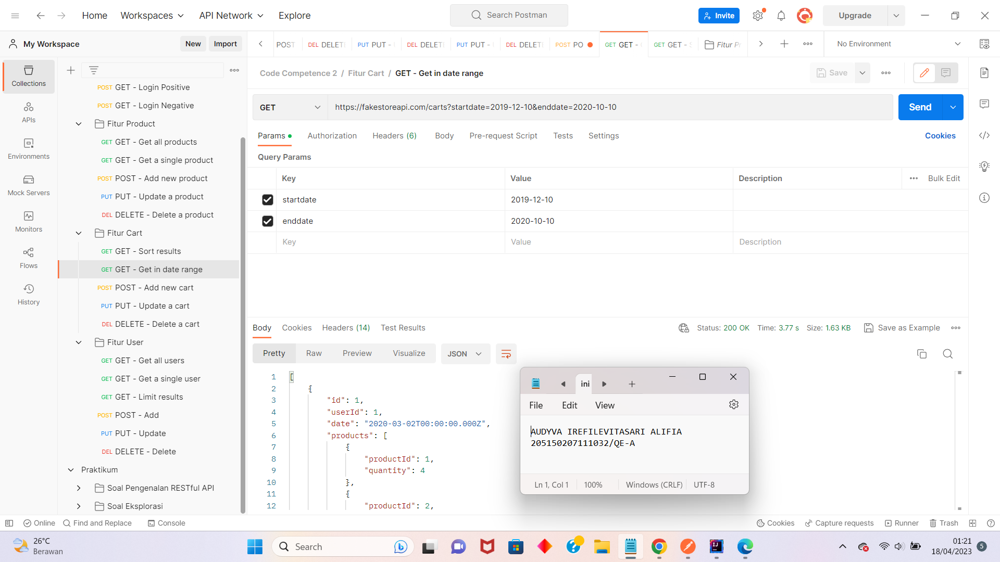 Home Workspaces API Network Explore Search Postman Invite Upgrade
My Workspace New Import POST DEL DELETE PUT PUT - DEL DELETE PUT PUT - DEL DELETE POST PO GET GET - GET GET - Fitur Pr No Environment
Code Competence 2 / Fitur Cart / GET - Get in date range Save
GET https://fakestoreapi.com/carts?startdate=2019-12-10&enddate=2020-10-10 Send
Params Authorization Headers (6) Body Pre-request Script Tests Settings Cookies
Query Params
Key Value Description Bulk Edit
startdate 2019-12-10
enddate 2020-10-10
Key Value Description
Collections
APIs
Environments
Mock Servers
Monitors
Flows
History
POST GET - Login Positive
POST GET - Login Negative
Fitur Product
GET GET - Get all products
GET GET - Get a single product
POST POST - Add new product
PUT PUT - Update a product
DEL DELETE - Delete a product
Fitur Cart
GET GET - Sort results
GET GET - Get in date range
POST POST - Add new cart
PUT PUT - Update a cart
DEL DELETE - Delete a cart
Fitur User
GET GET - Get all users
GET GET - Get a single user
GET GET - Limit results
POST POST - Add
PUT PUT - Update
DEL DELETE - Delete
Praktikum
Soal Pengenalan RESTful API
Soal Eksplorasi
Body Cookies Headers (14) Test Results Status: 200 OK Time: 3.77 s Size: 1.63 KB Save as Example
Pretty Raw Preview Visualize JSON
1 [
2 {
3 "id": 1,
4 "userId": 1,
5 "date": "2020-03-02T00:00:00.000Z",
6 "products": [
7 {
8 "productId": 1,
9 "quantity": 4
10 },
11 {
12 "productId": 2,
ini
File Edit View
AUDYVA IREFILEVITASARI ALIFIA
205150207111032/QE-A
Ln 1, Col 1 100% Windows (CRLF) UTF-8
Online Find and Replace Console Cookies Capture requests Runner Trash
26°C
Berawan
Search
01:21
18/04/2023 5